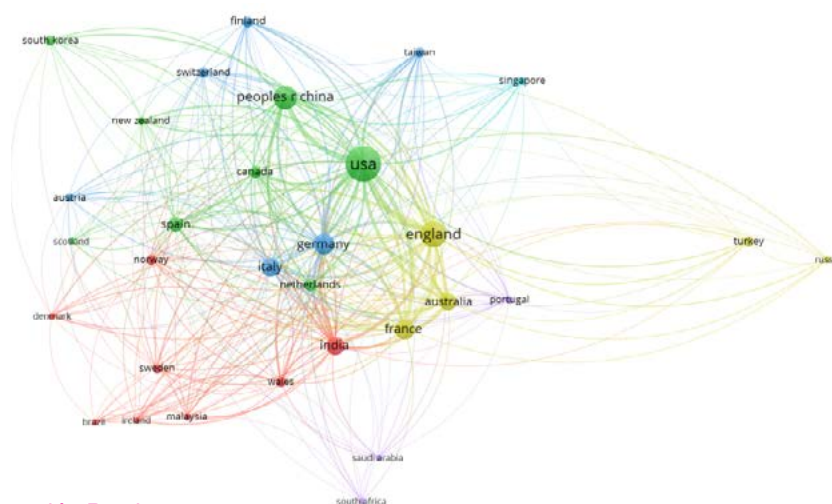 finland
south korea
taiwan
switzerland
singapore
peoples r china
new zealand
usa
canada
austria
spain
england
scotland
germany
turkey
norway
italy
netherlands
portugal
australia
denmark
france
india
sweden
wales
malaysia
ireland
saudi arabia
south africa